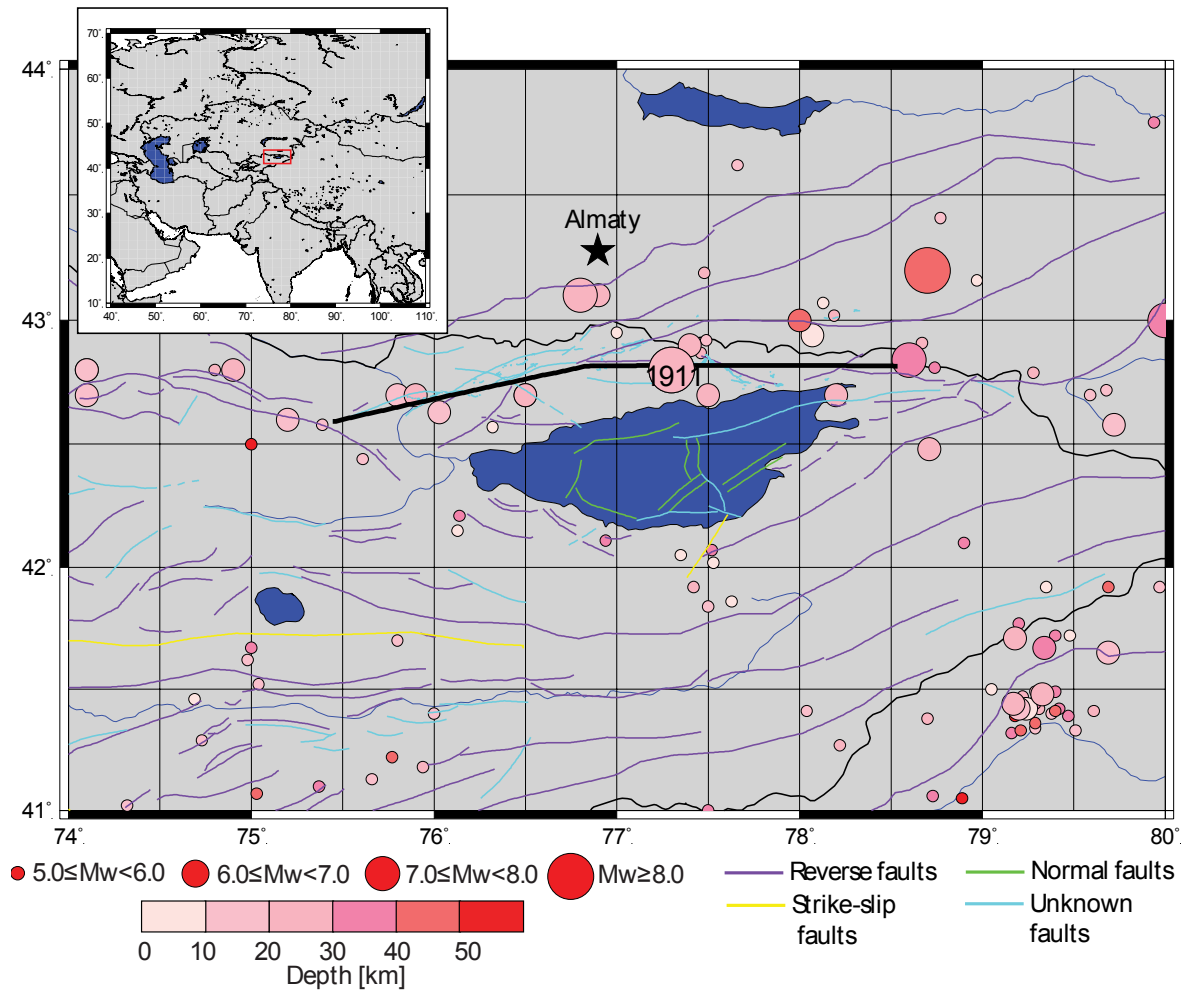 70°
60°
50°
40°
30°
20°
10°
40° 50° 60° 70° 80° 90° 100° 110°
44°
43°
42°
41°
Almaty
1911
74° 75° 76° 77° 78° 79° 80°
5.0≤Mw<6.0 6.0≤Mw<7.0 7.0≤Mw<8.0 Mw≥8.0
0 10 20 30 40 50
Depth [km]
Reverse faults
Strike-slip
faults
Normal faults
Unknown
faults